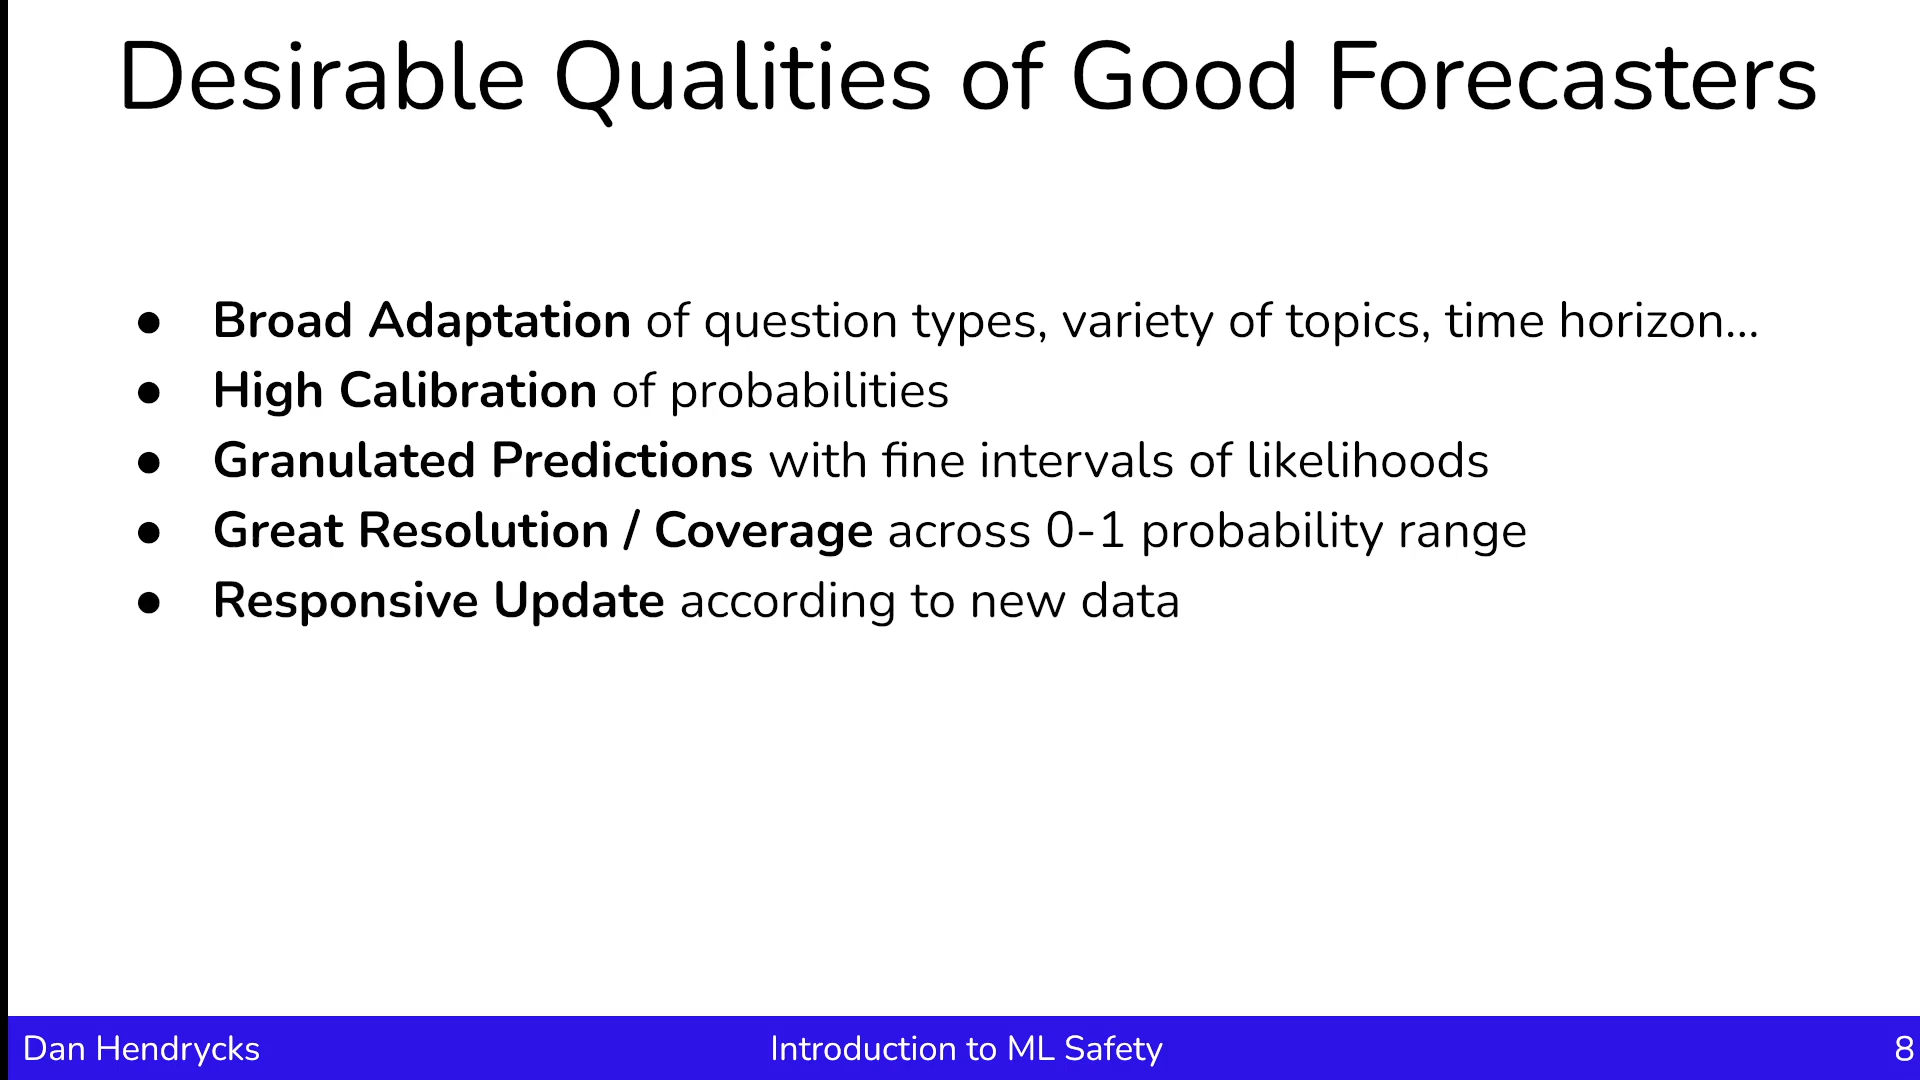 Desirable Qualities of Good Forecasters
● Broad Adaptation of question types, variety of topics, time horizon...
● High Calibration of probabilities
● Granulated Predictions with fine intervals of likelihoods
● Great Resolution / Coverage across 0-1 probability range
● Responsive Update according to new data
Dan Hendrycks
Introduction to ML Safety
8